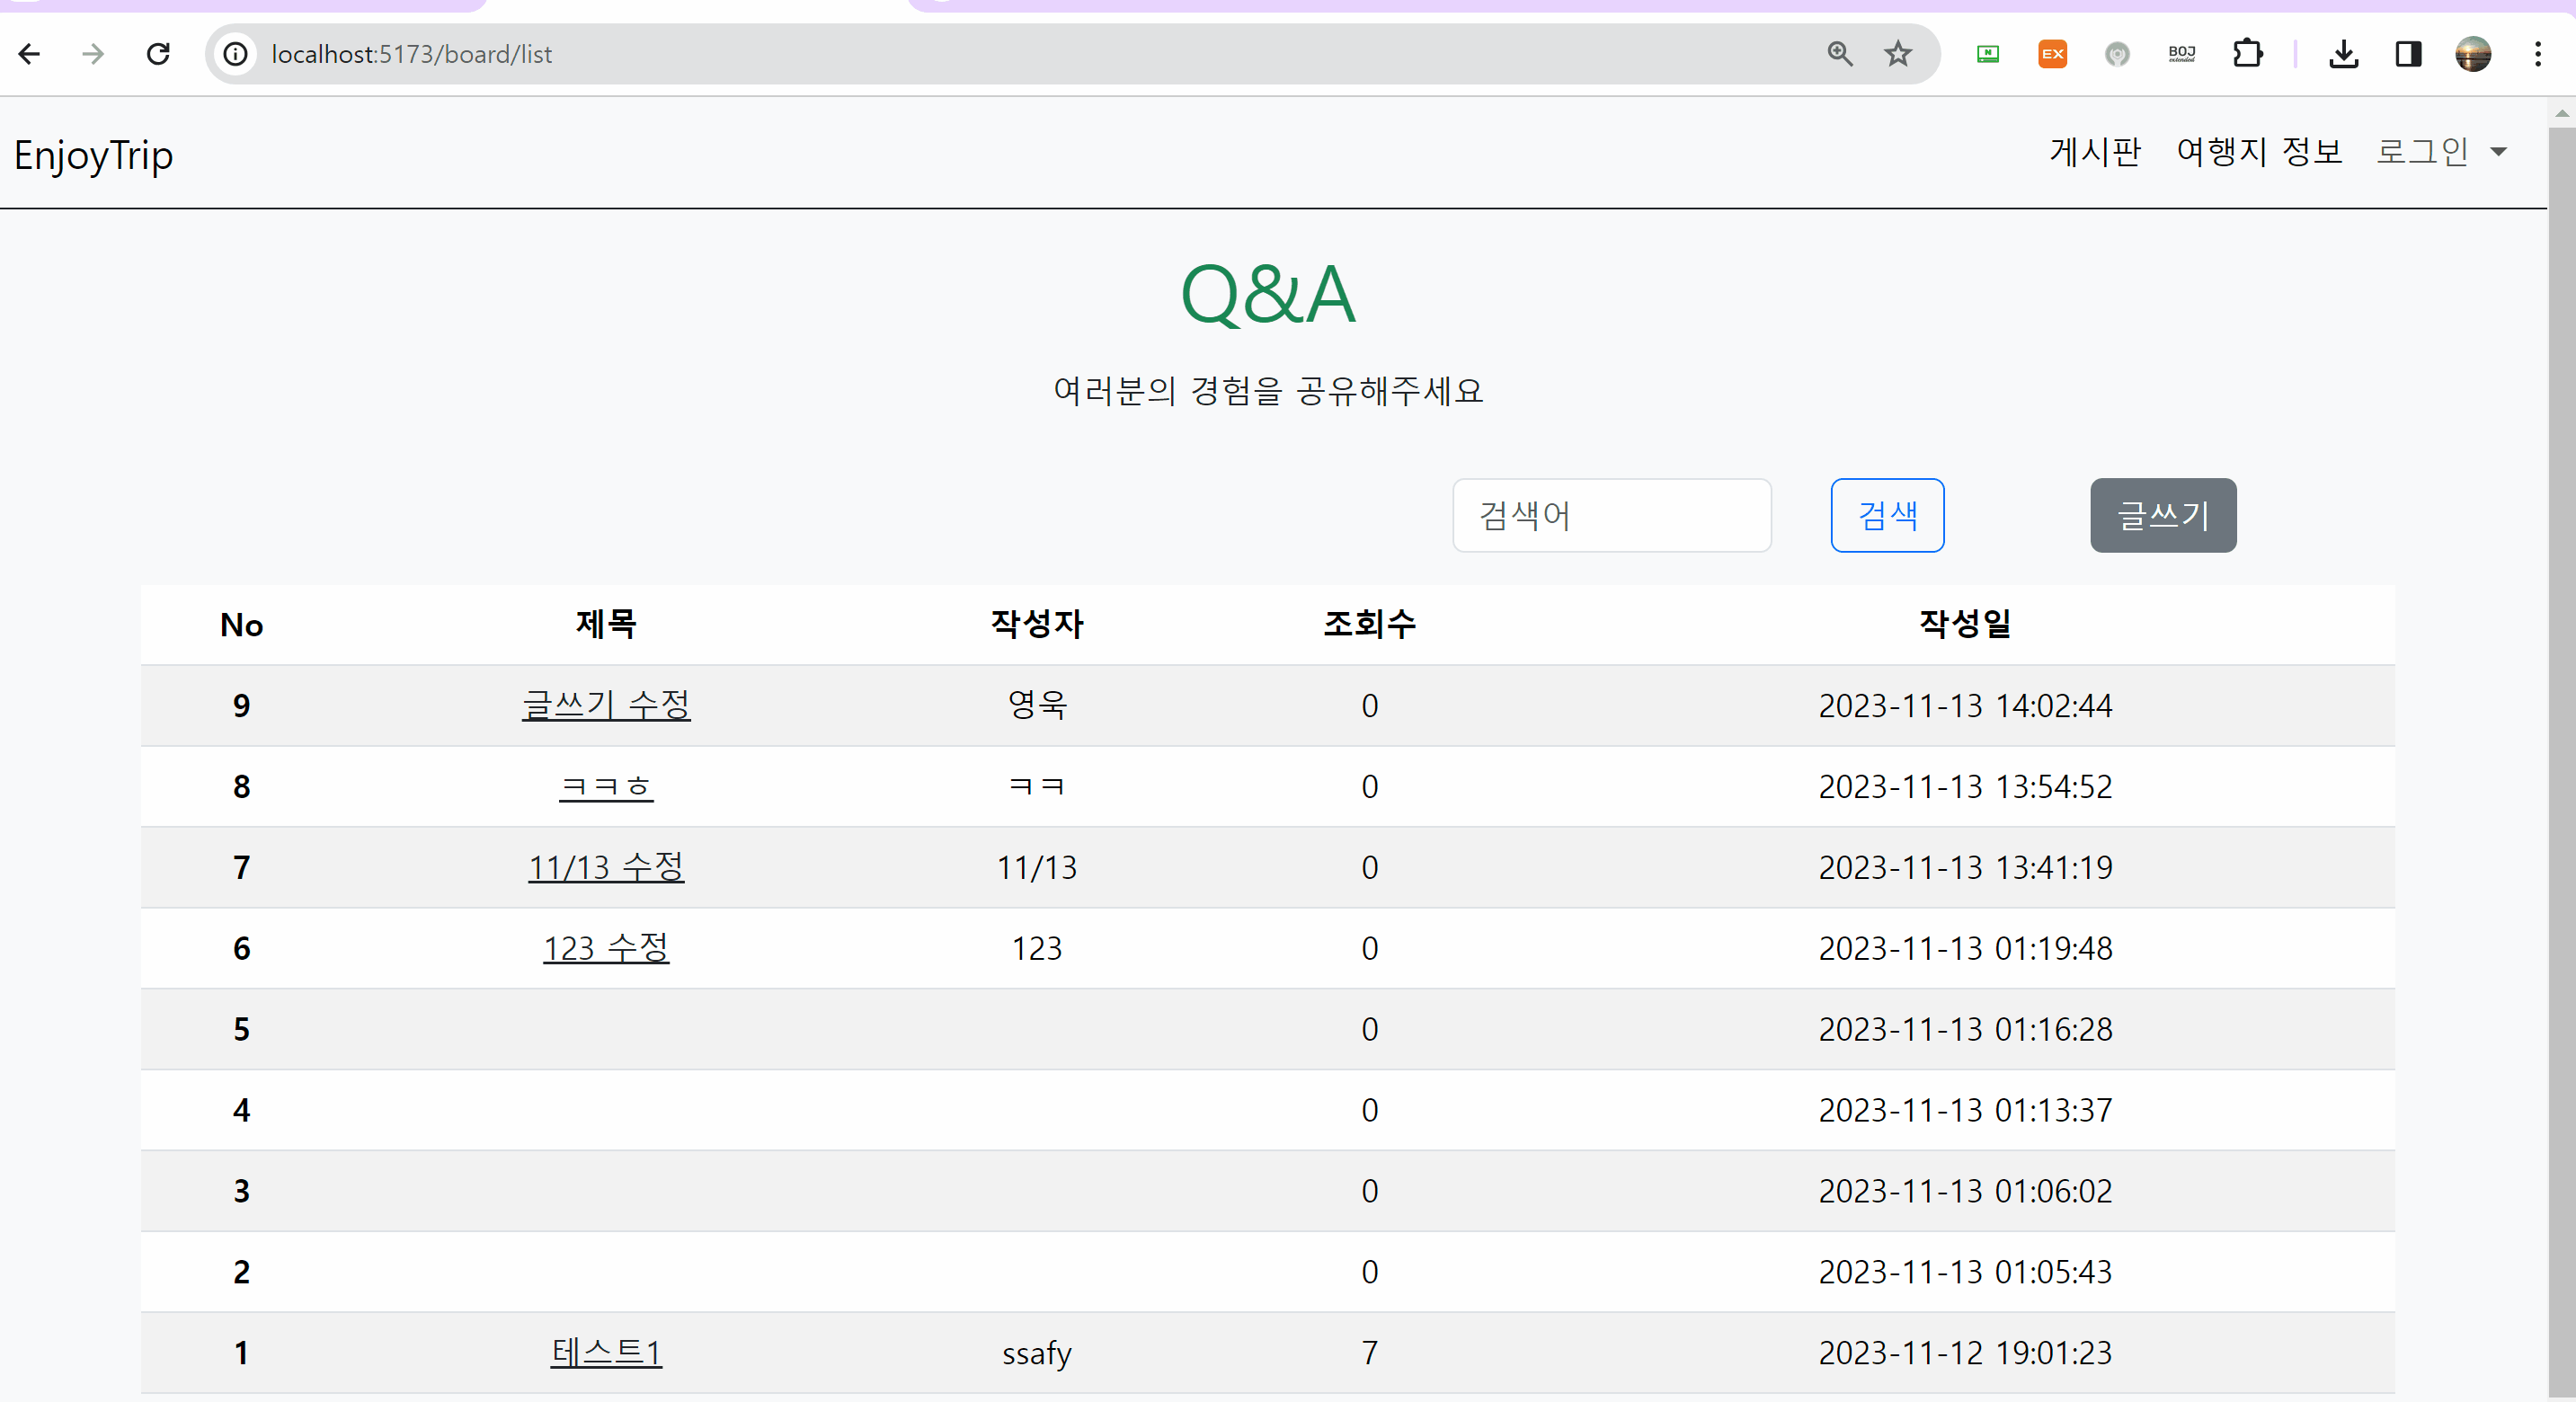 localhost:5173/board/list
EX
BOJ
extended
EnjoyTrip 게시판 여행지 정보 로그인
Q&A
여러분의 경험을 공유해주세요
검색어 검색 글쓰기
No 제목 작성자 조회수 작성일
9 글쓰기 수정 영욱 0 2023-11-13 14:02:44
8 ㅋㅋㅎ ㅋㅋ 0 2023-11-13 13:54:52
7 11/13 수정 11/13 0 2023-11-13 13:41:19
6 123 수정 123 0 2023-11-13 01:19:48
5 0 2023-11-13 01:16:28
4 0 2023-11-13 01:13:37
3 0 2023-11-13 01:06:02
2 0 2023-11-13 01:05:43
1 테스트1 ssafy 7 2023-11-12 19:01:23